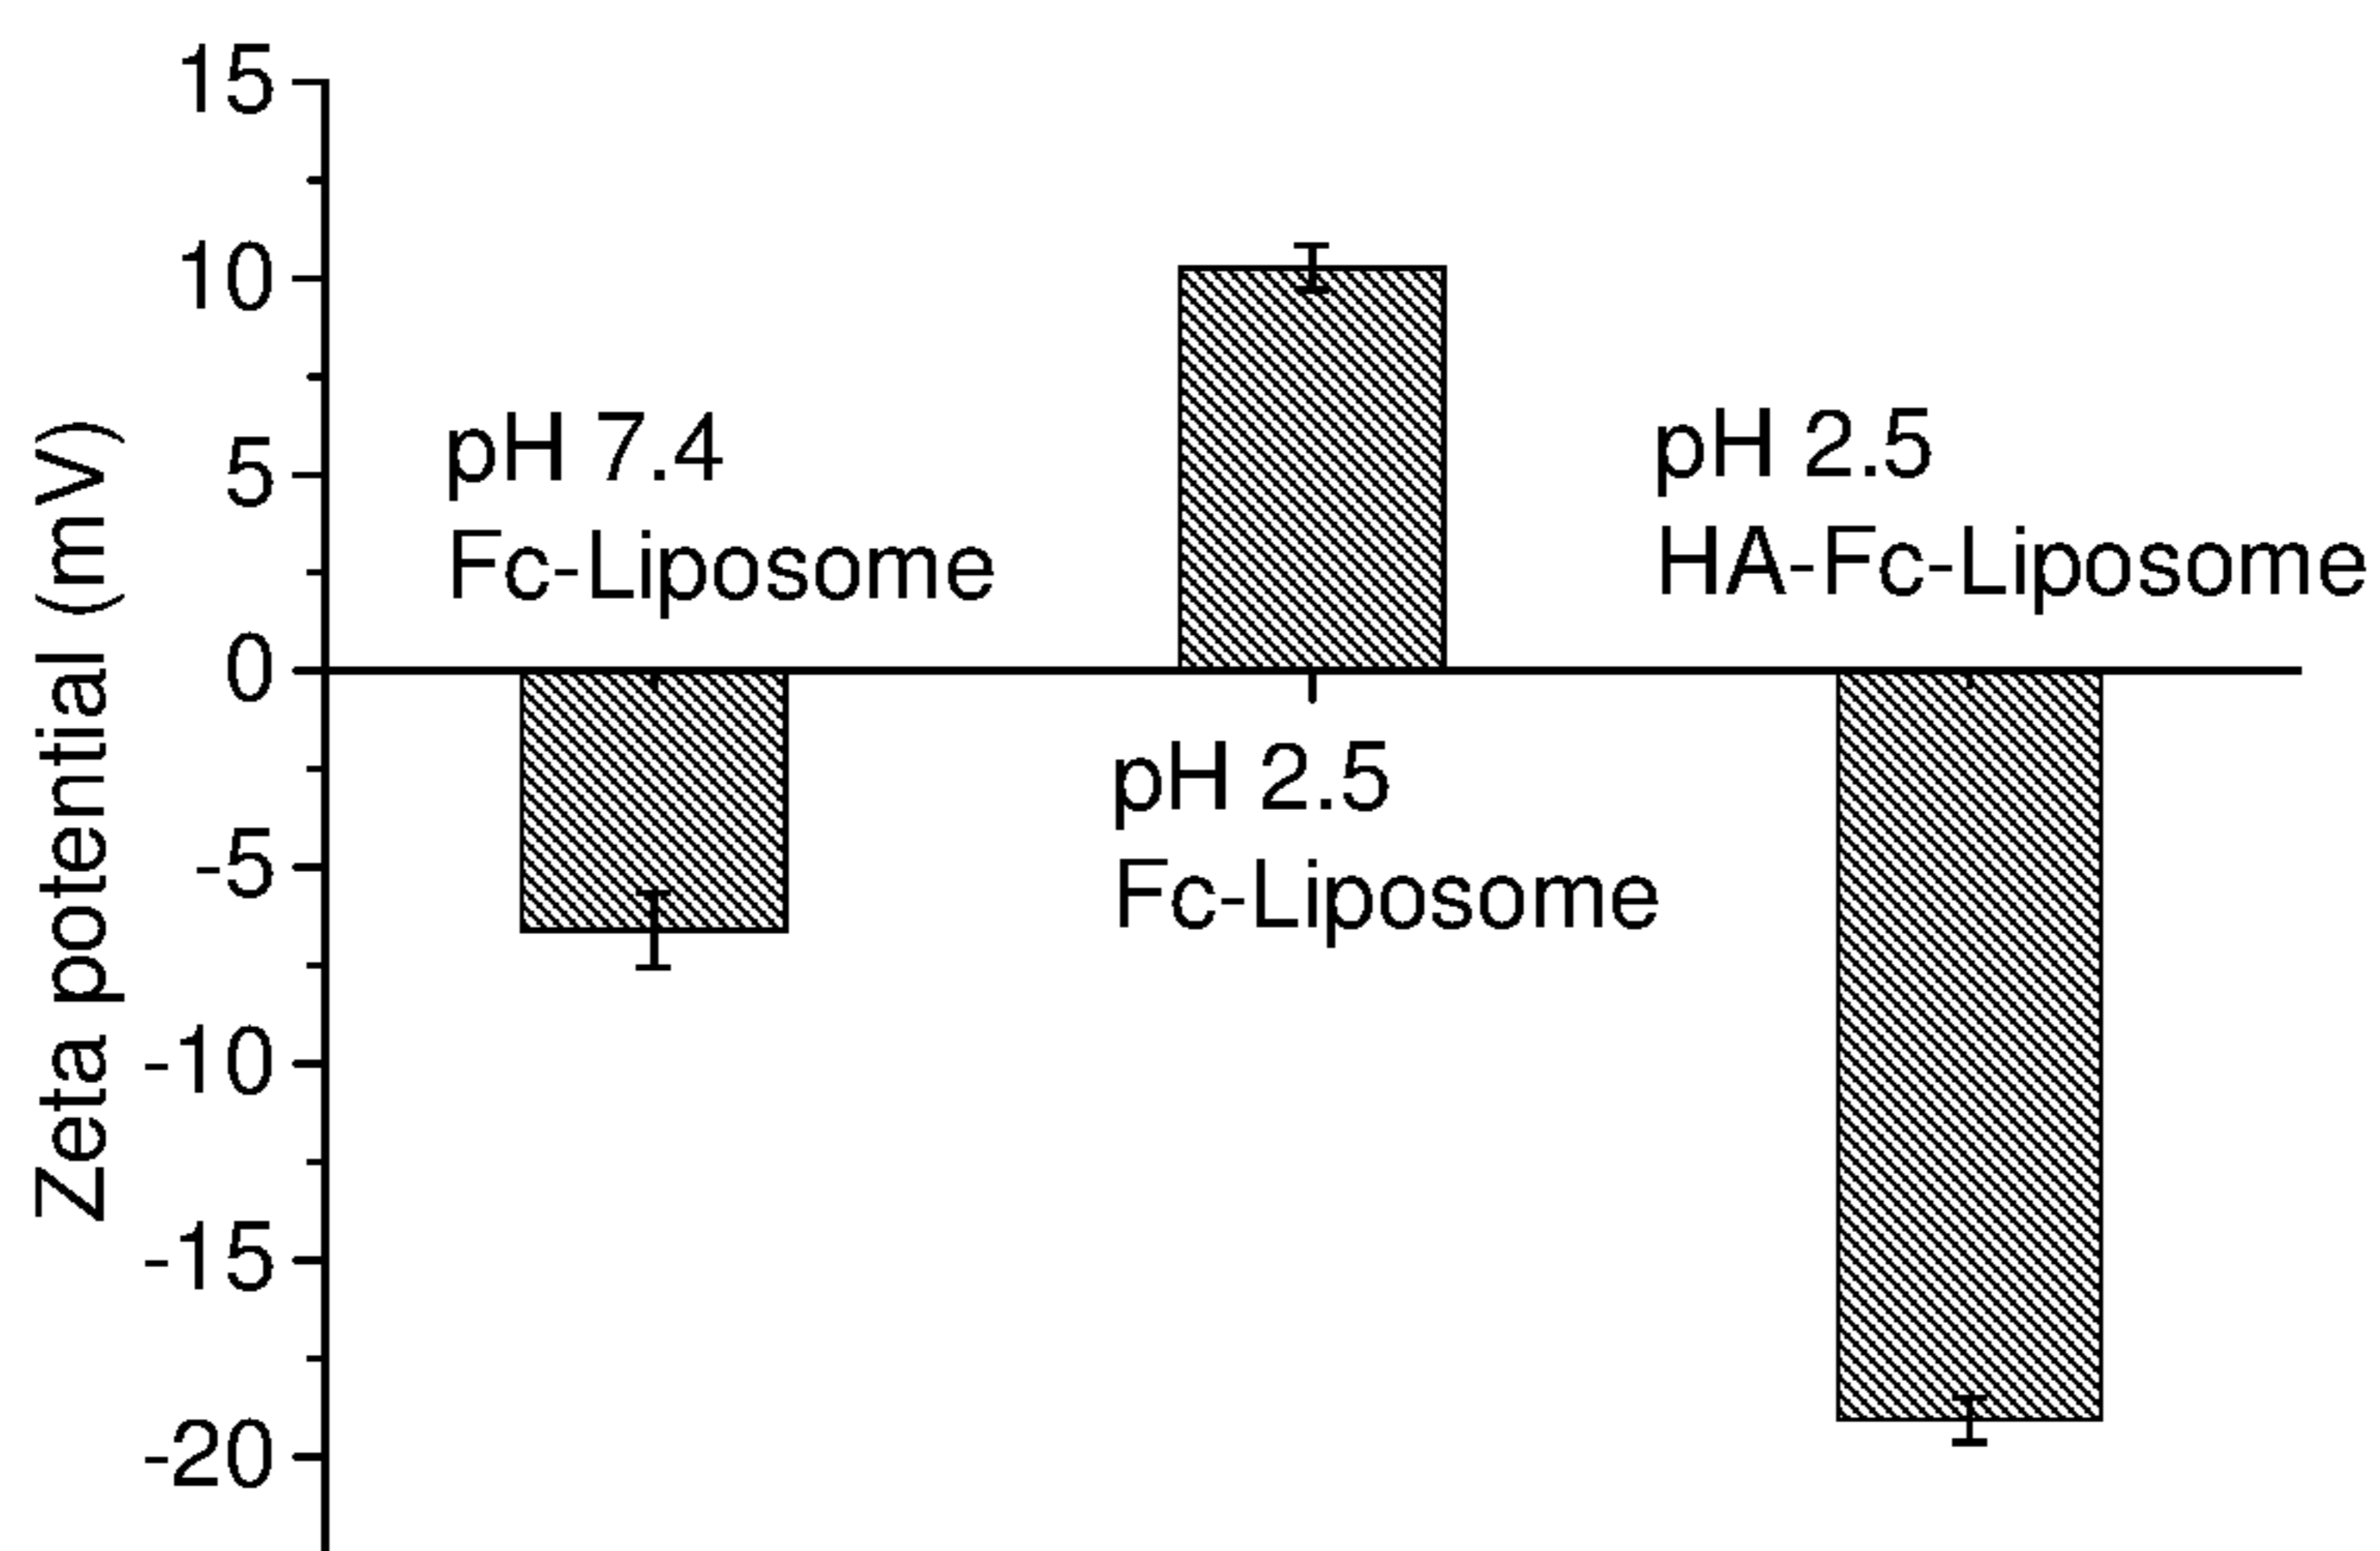 15
10
5
0
-5
-10
-15
-20
Zeta potential (mV)
pH 7.4
Fc-Liposome
pH 2.5
Fc-Liposome
pH 2.5
HA-Fc-Liposome